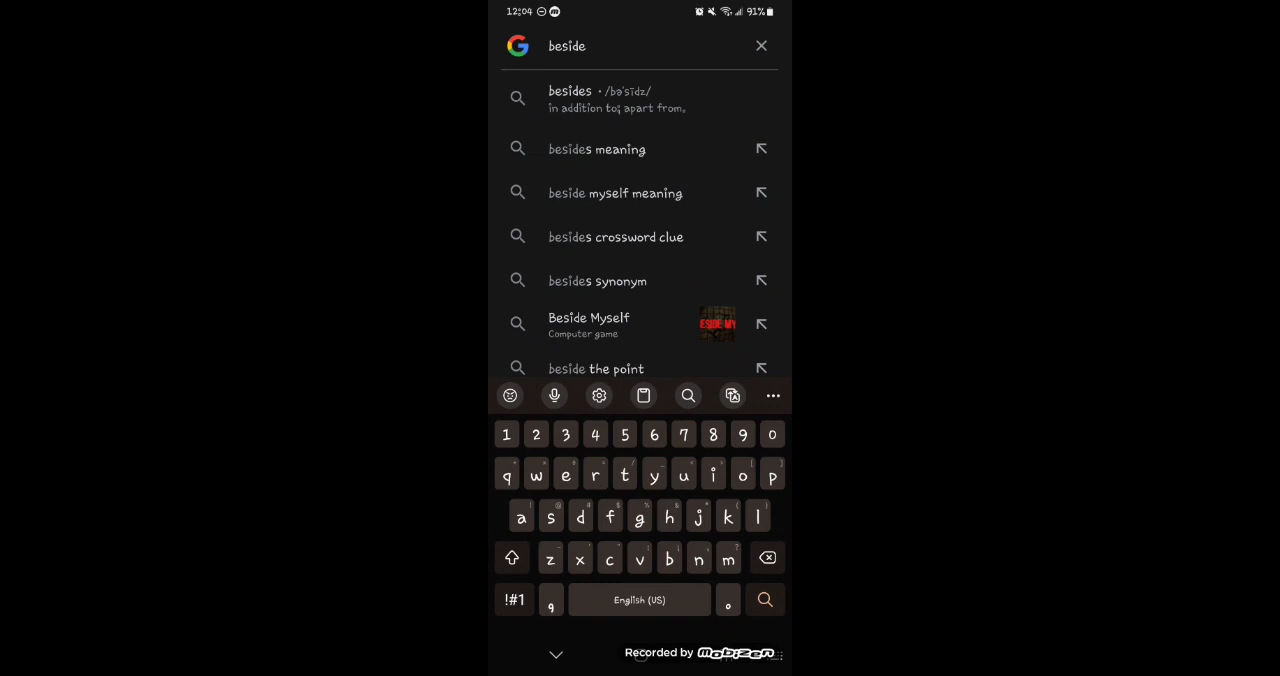 12:04 91%
beside
besides • /bəˈsīdz/
in addition to; apart from.
besides meaning
beside myself meaning
besides crossword clue
besides synonym
Beside Myself
Computer game
ESIDE MY
beside the point
1 2 3 4 5 6 7 8 9 0
q w e r t y u i o p
a s d f g h j k l
z x c v b n m
!#1 , English (US) .
Recorded by mobizen